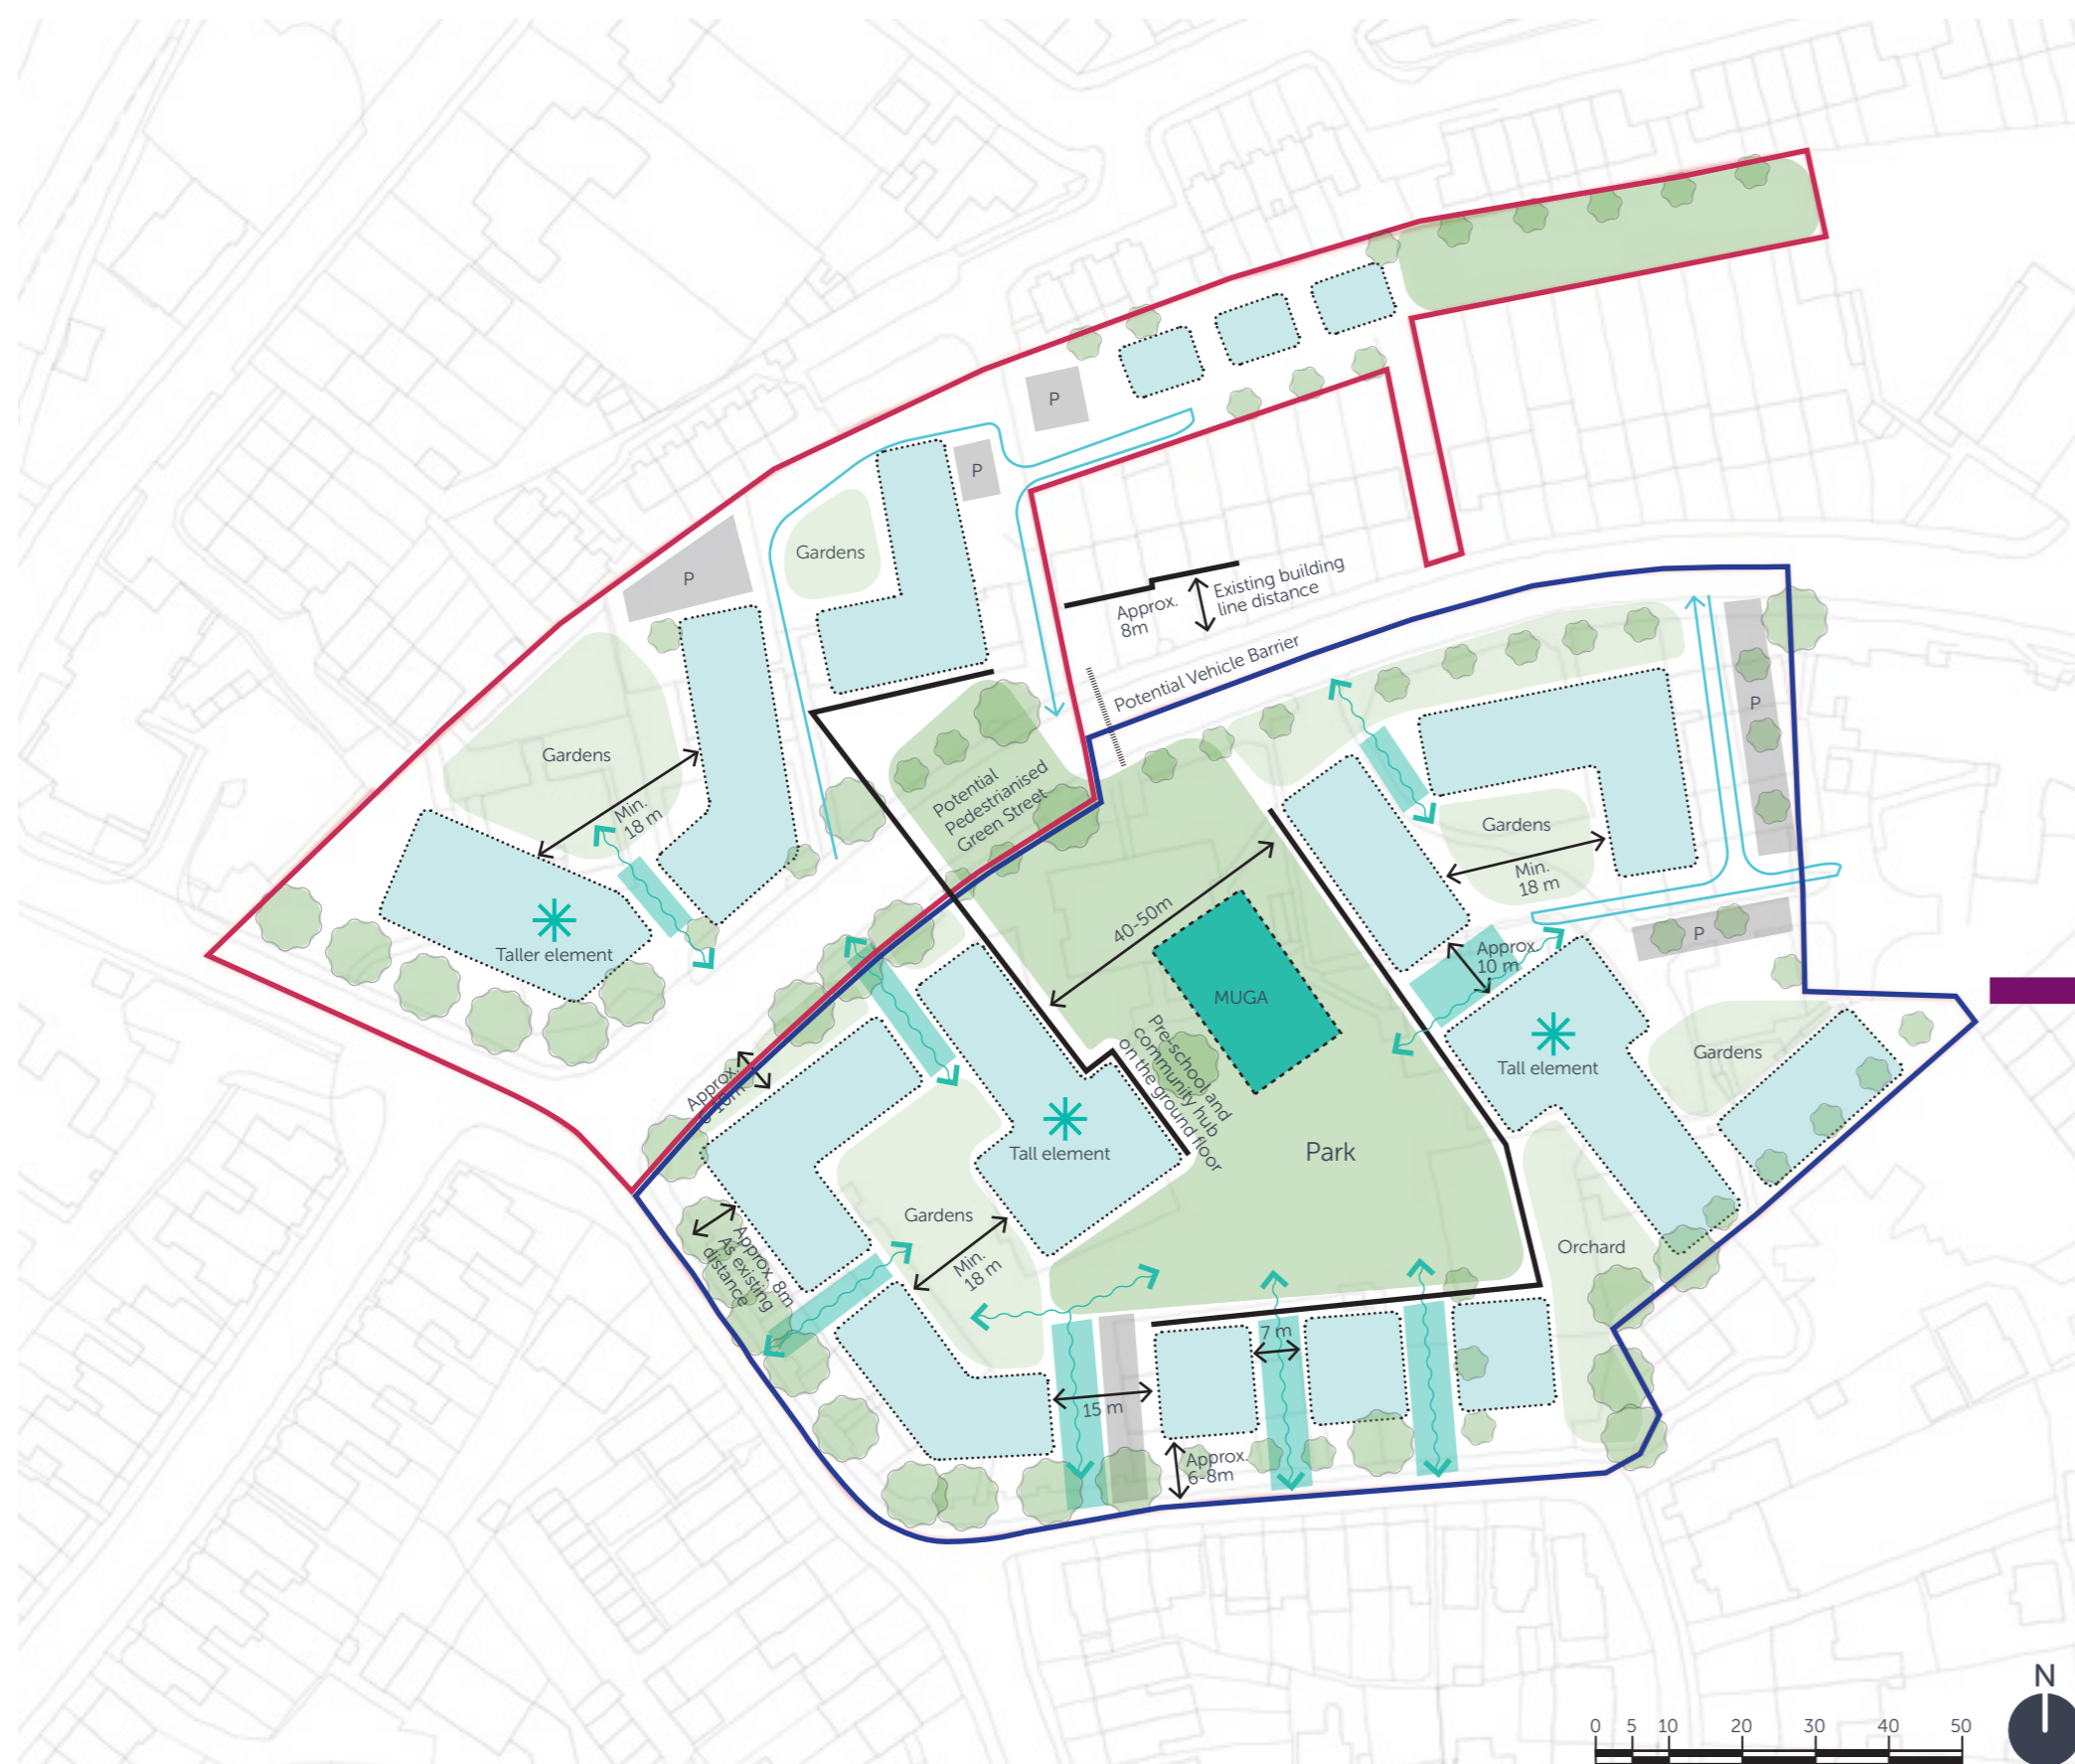 P
P
Gardens
P
Approx.
8m
Existing building
line distance
Potential Vehicle Barrier
Gardens
Min.
18 m
Potential
Pedestrianised
Green Street
P
Gardens
Min.
18 m
Taller element
40-50m
MUGA
Approx.
10 m
P
Tall element
Gardens
Pre-school and
community hub
on the ground floor
Approx.
Tall element
Park
Gardens
Min.
18 m
Approx. 8m
As existing
distance
Orchard
7 m
15 m
Approx.
6-8m
N
0 5 10 20 30 40 50